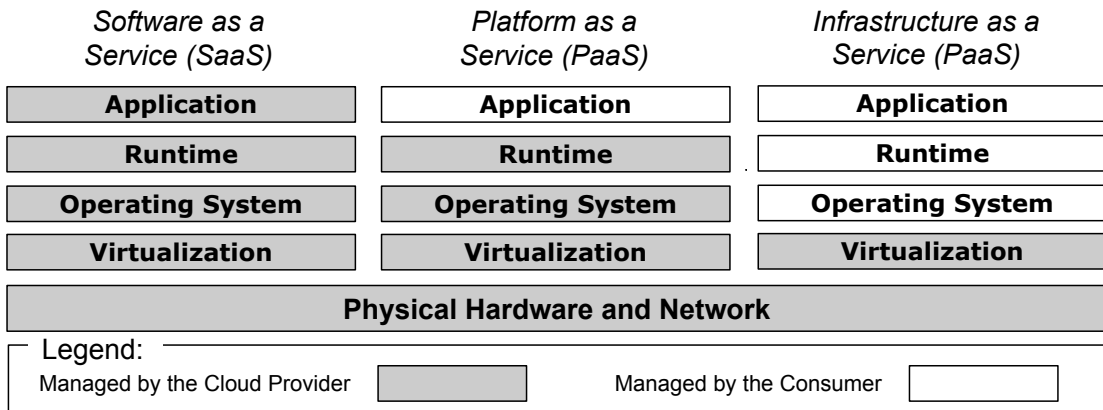 Software as a
Service (SaaS)
Platform as a
Service (PaaS)
Infrastructure as a
Service (PaaS)
Application
Application
Application
Runtime
Runtime
Runtime
Operating System
Operating System
Operating System
Virtualization
Virtualization
Virtualization
Physical Hardware and Network
Legend:
Managed by the Cloud Provider
Managed by the Consumer